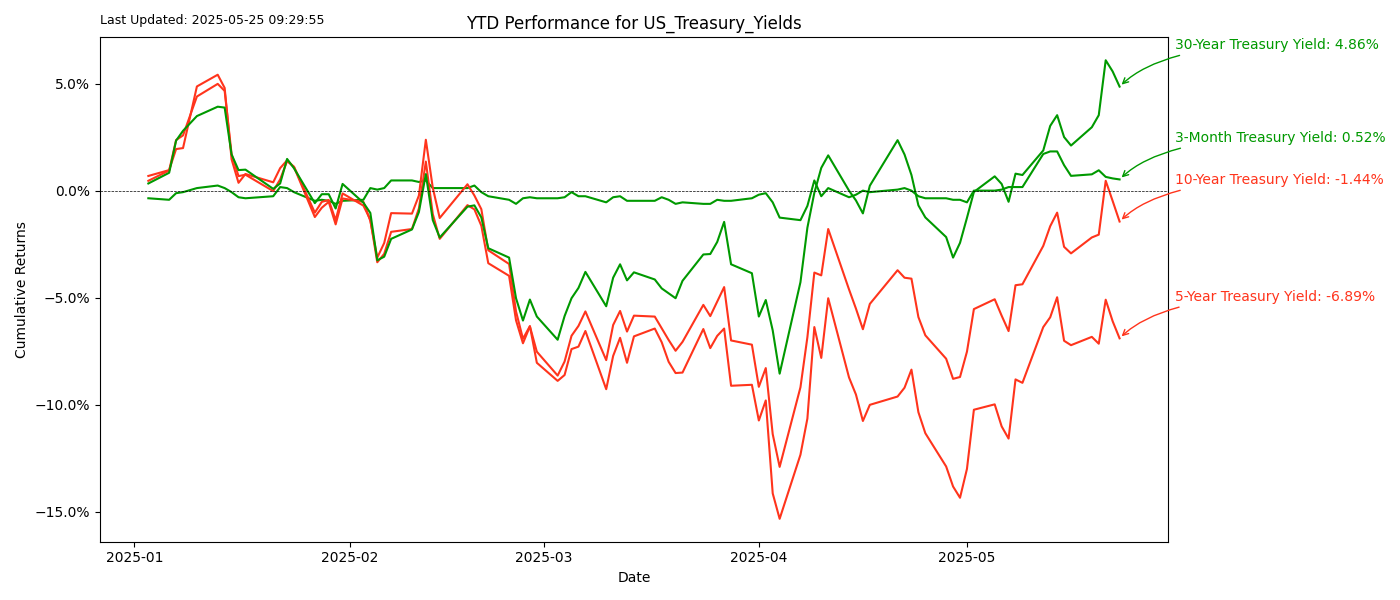 Last Updated: 2025-05-25 09:29:55
YTD Performance for US_Treasury_Yields
30-Year Treasury Yield: 4.86%
3-Month Treasury Yield: 0.52%
10-Year Treasury Yield: -1.44%
5-Year Treasury Yield: -6.89%
Cumulative Returns
5.0%
0.0%
−5.0%
−10.0%
−15.0%
2025-01
2025-02
2025-03
2025-04
2025-05
Date